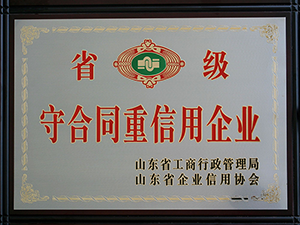 省级
守合同重信用企业
山东省工商行政管理局
山东省企业信用协会